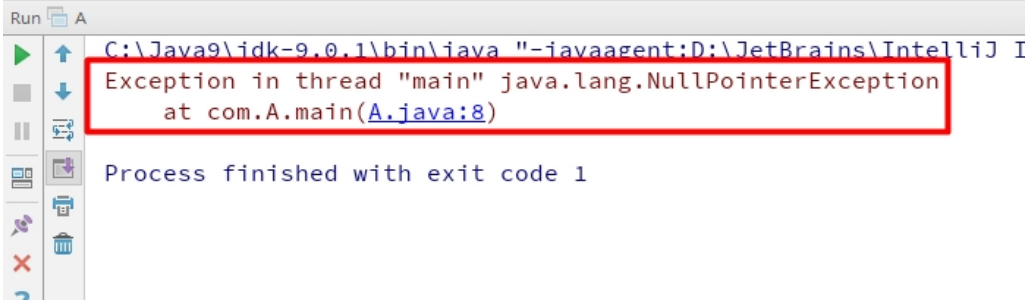 Run A
C:\Java9\jdk-9.0.1\bin\java "-javaagent:D:\JetBrains\IntelliJ I
Exception in thread "main" java.lang.NullPointerException
at com.A.main(A.java:8)
Process finished with exit code 1
?